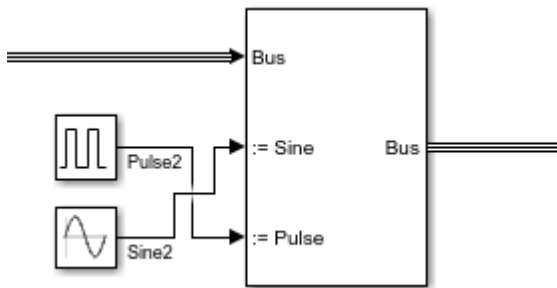 Bus
Pulse2
:= Sine Bus
Sine2
:= Pulse